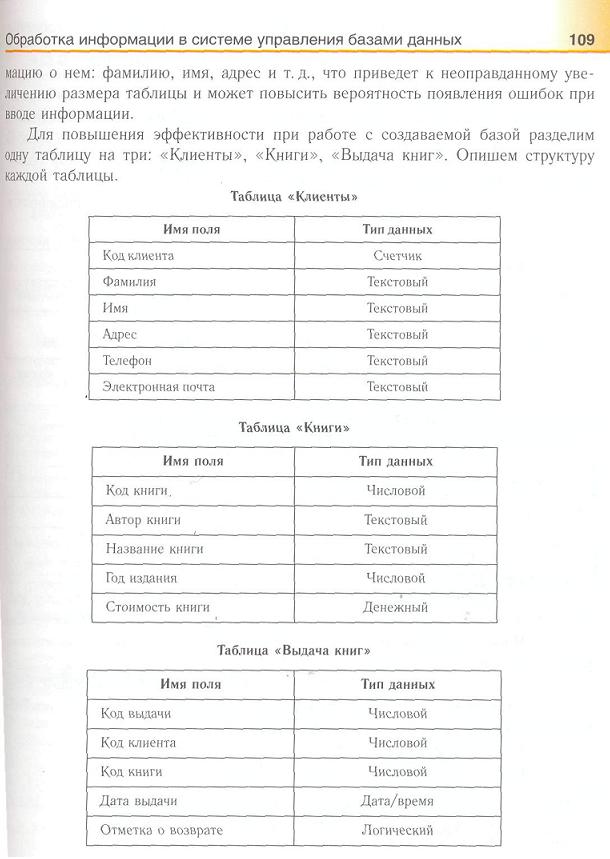 Обработка информации в системе управления базами данных 109
мацию о нем: фамилию, имя, адрес и т. д., что приведет к неоправданному уве-
личению размера таблицы и может повысить вероятность появления ошибок при
вводе информации.
Для повышения эффективности при работе с создаваемой базой разделим
одну таблицу на три: «Клиенты», «Книги», «Выдача книг». Опишем структуру
каждой таблицы.
Таблица «Клиенты»
Имя поля Тип данных
Код клиента Счетчик
Фамилия Текстовый
Имя Текстовый
Адрес Текстовый
Телефон Текстовый
Электронная почта Текстовый
Таблица «Книги»
Имя поля Тип данных
Код книги Числовой
Автор книги Текстовый
Название книги Текстовый
Год издания Числовой
Стоимость книги Денежный
Таблица «Выдача книг»
Имя поля Тип данных
Код выдачи Числовой
Код клиента Числовой
Код книги Числовой
Дата выдачи Дата/время
Отметка о возврате Логический